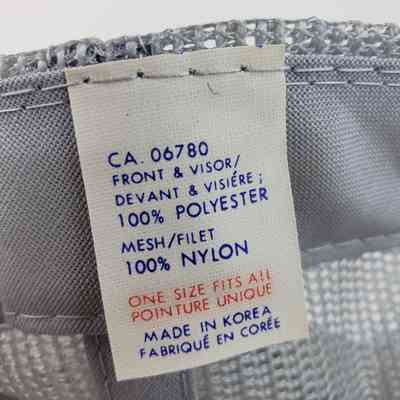 CA. 06780
FRONT & VISOR/
DEVANT & VISIÉRE;
100% POLYESTER
MESH/FILET
100% NYLON
ONE SIZE FITS All
POINTURE UNIQUE
MADE IN KOREA
FABRIQUÉ EN CORÉE